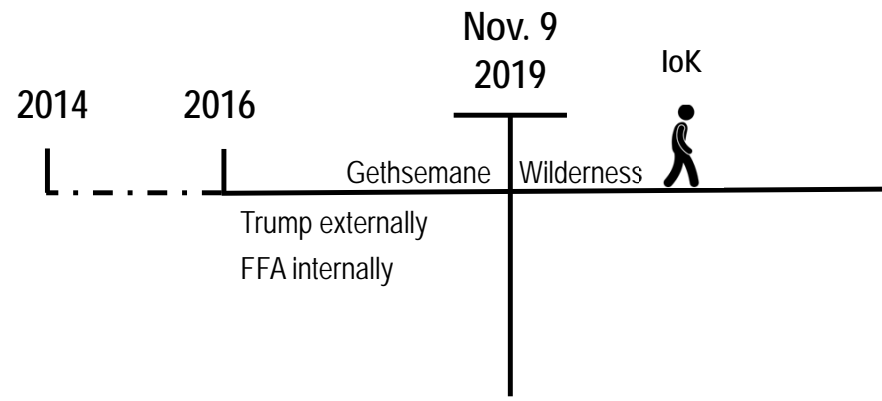 Nov. 9
2019
IoK
2014
2016
Gethsemane
Wilderness
Trump externally
FFA internally